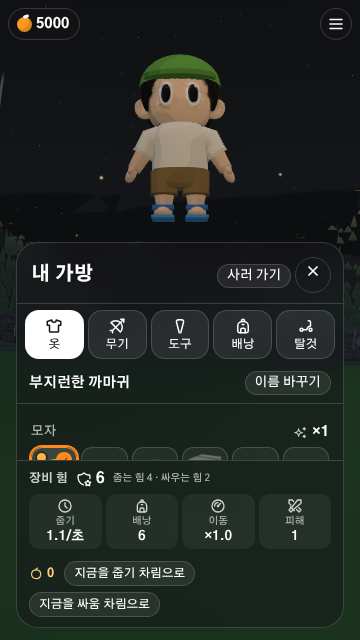 5000
내 가방
사러 가기
옷
무기
도구
배낭
탈것
부지런한 까마귀
이름 바꾸기
모자
×1
장비 힘 6 줍는 힘 4 · 싸우는 힘 2
줍기
배낭
이동
피해
1.1/초
6
×1.0
1
0
지금을 줍기 차림으로
지금을 싸움 차림으로